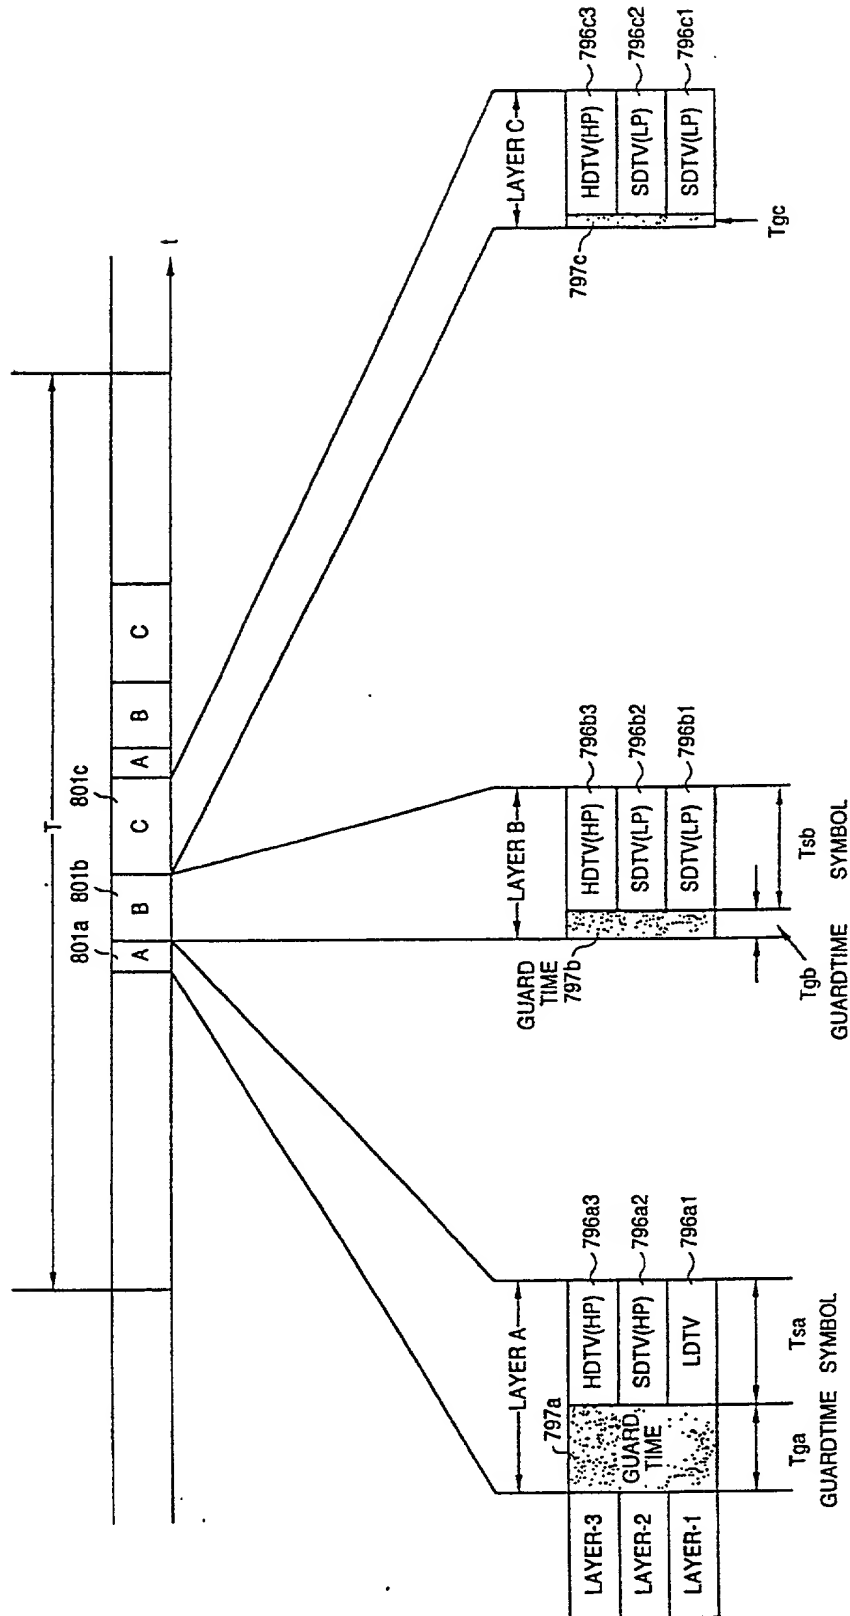 T
801a
801b
801c
A
B
C
A
B
C
t
LAYER A
LAYER B
LAYER C
797a
GUARD
TIME
797b
797c
LAYER-3
LAYER-2
LAYER-1
GUARD
TIME
HDTV(HP)
SDTV(HP)
LDTV
796a3
796a2
796a1
HDTV(HP)
SDTV(LP)
SDTV(LP)
796b3
796b2
796b1
HDTV(HP)
SDTV(LP)
SDTV(LP)
796c3
796c2
796c1
Tga
GUARDTIME
Tsa
SYMBOL
Tgb
GUARDTIME
Tsb
SYMBOL
Tgc